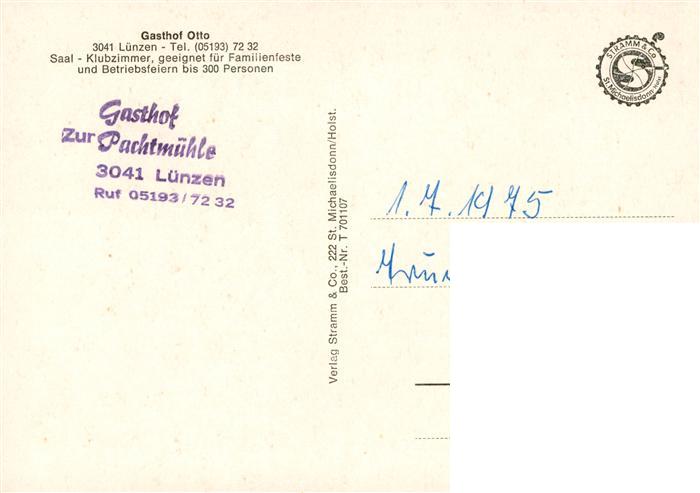 Gasthof Otto
3041 Lünzen - Tel. (05193) 72 32
Saal - Klubzimmer, geeignet für Familienfeste
und Betriebsfeiern bis 300 Personen
Gasthof
Zur Pachtmühle
3041 Lünzen
Ruf 05193/72 32
Verlag Stramm & Co., 222 St. Michaelisdonn/Holst.
Best.-Nr. T 701107
STRAMM & Co
St. Michaelisdonn Holst
1.7.1975